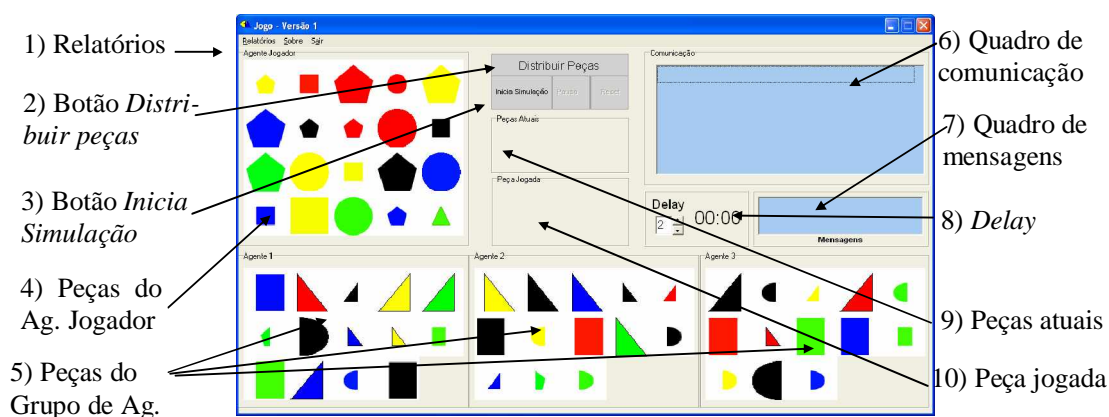 1) Relatórios
2) Botão Distri-
buir peças
3) Botão Inicia
Simulação
4) Peças do
Ag. Jogador
5) Peças do
Grupo de Ag.
Jogo - Versão 1
Relatórios Sobre Sair
Agente Jogador
Distribuir Peças
Inicia Simulação Pausa Reset
Peças Atuais
Peça Jogada
Comunicação
Delay
2
00:00
Mensagens
Agente 1
Agente 2
Agente 3
6) Quadro de
comunicação
7) Quadro de
mensagens
8) Delay
9) Peças atuais
10) Peça jogada